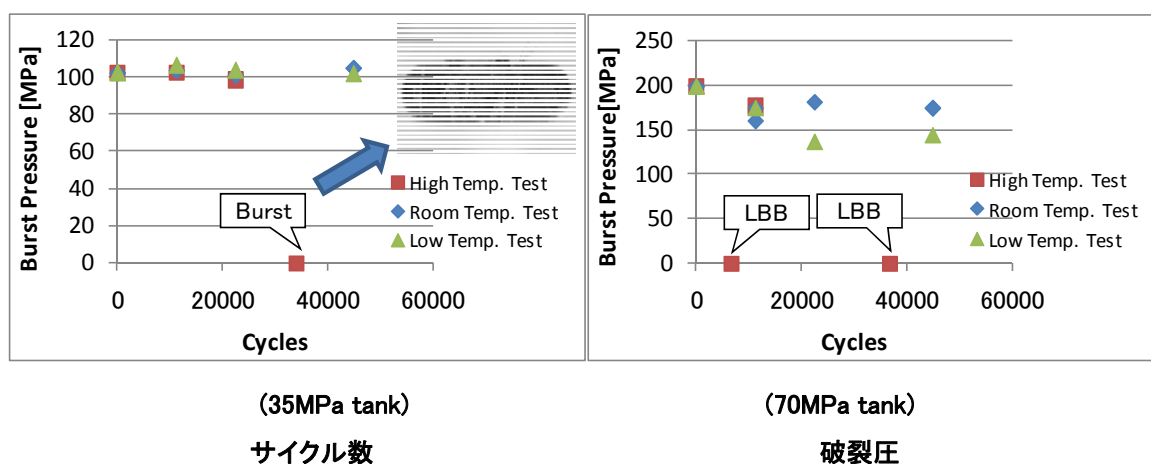 Burst Pressure [MPa]
120
100
80
60
40
20
0
Burst
High Temp. Test
Room Temp. Test
Low Temp. Test
0
20000
40000
60000
Cycles
(35MPa tank)
サイクル数
Burst Pressure[MPa]
250
200
150
100
50
0
LBB
LBB
High Temp. Test
Room Temp. Test
Low Temp. Test
0
20000
40000
60000
Cycles
(70MPa tank)
破裂圧